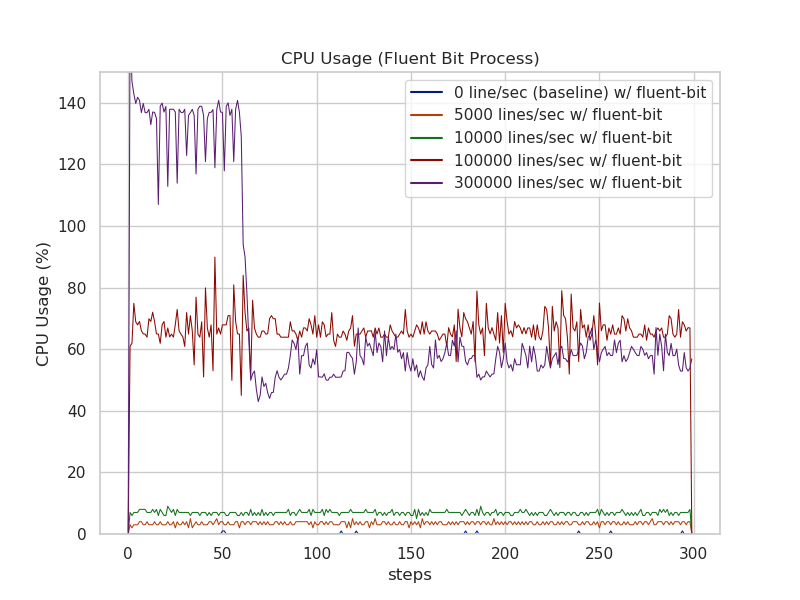 CPU Usage (Fluent Bit Process)
0 line/sec (baseline) w/ fluent-bit
5000 lines/sec w/ fluent-bit
10000 lines/sec w/ fluent-bit
100000 lines/sec w/ fluent-bit
300000 lines/sec w/ fluent-bit
CPU Usage (%)
140
120
100
80
60
40
20
0
0 50 100 150 200 250 300
steps